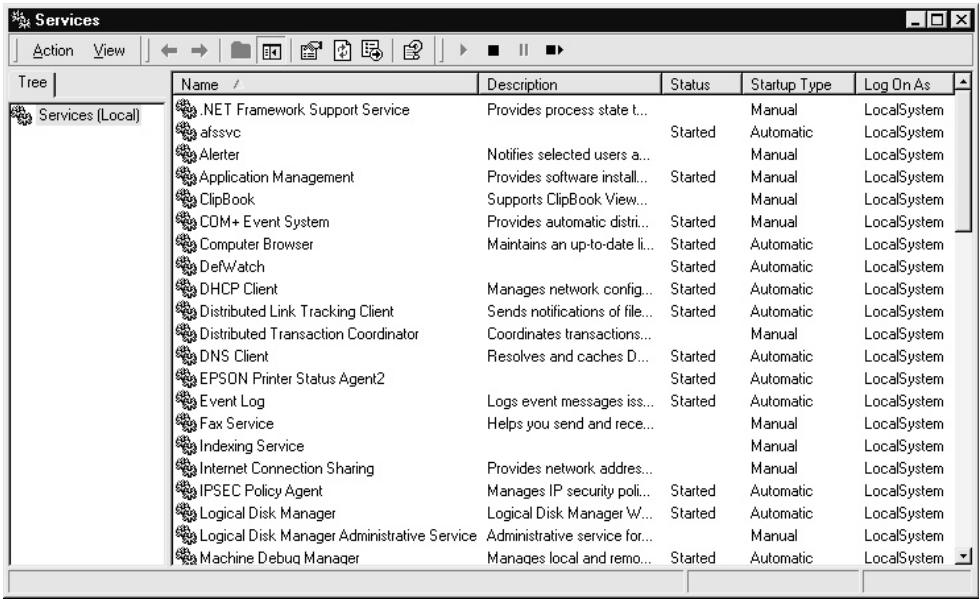 Services
Action View
Tree
Services (Local)
Name Description Status Startup Type Log On As
.NET Framework Support Service Provides process state t... Manual LocalSystem
afssvc Started Automatic LocalSystem
Alerter Notifies selected users a... Manual LocalSystem
Application Management Provides software install... Started Manual LocalSystem
ClipBook Supports ClipBook View... Manual LocalSystem
COM+ Event System Provides automatic distri... Started Manual LocalSystem
Computer Browser Maintains an up-to-date li... Started Automatic LocalSystem
DefWatch Started Automatic LocalSystem
DHCP Client Manages network config... Started Automatic LocalSystem
Distributed Link Tracking Client Sends notifications of file... Started Automatic LocalSystem
Distributed Transaction Coordinator Coordinates transactions... Manual LocalSystem
DNS Client Resolves and caches D... Started Automatic LocalSystem
EPSON Printer Status Agent2 Started Automatic LocalSystem
Event Log Logs event messages iss... Started Automatic LocalSystem
Fax Service Helps you send and rece... Manual LocalSystem
Indexing Service Manual LocalSystem
Internet Connection Sharing Provides network addres... Manual LocalSystem
IPSEC Policy Agent Manages IP security poli... Started Automatic LocalSystem
Logical Disk Manager Logical Disk Manager W... Started Automatic LocalSystem
Logical Disk Manager Administrative Service Administrative service for... Manual LocalSystem
Machine Debug Manager Manages local and remo... Started Automatic LocalSystem